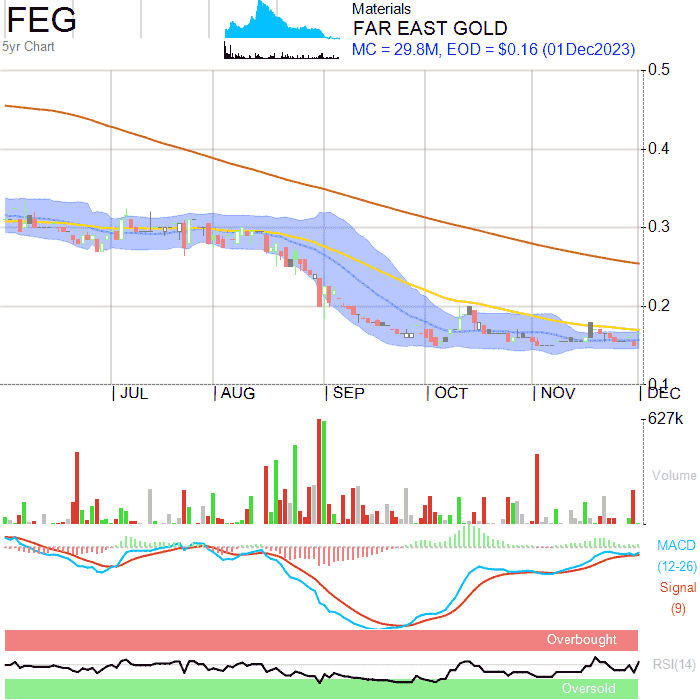 FEG
5yr Chart
Materials
FAR EAST GOLD
MC = 29.8M, EOD = $0.16 (01Dec2023)
0.5
0.4
0.3
0.2
0.1
JUL AUG SEP OCT NOV DEC
627k
Volume
MACD
(12-26)
Signal
(9)
Overbought
RSI(14)
Oversold